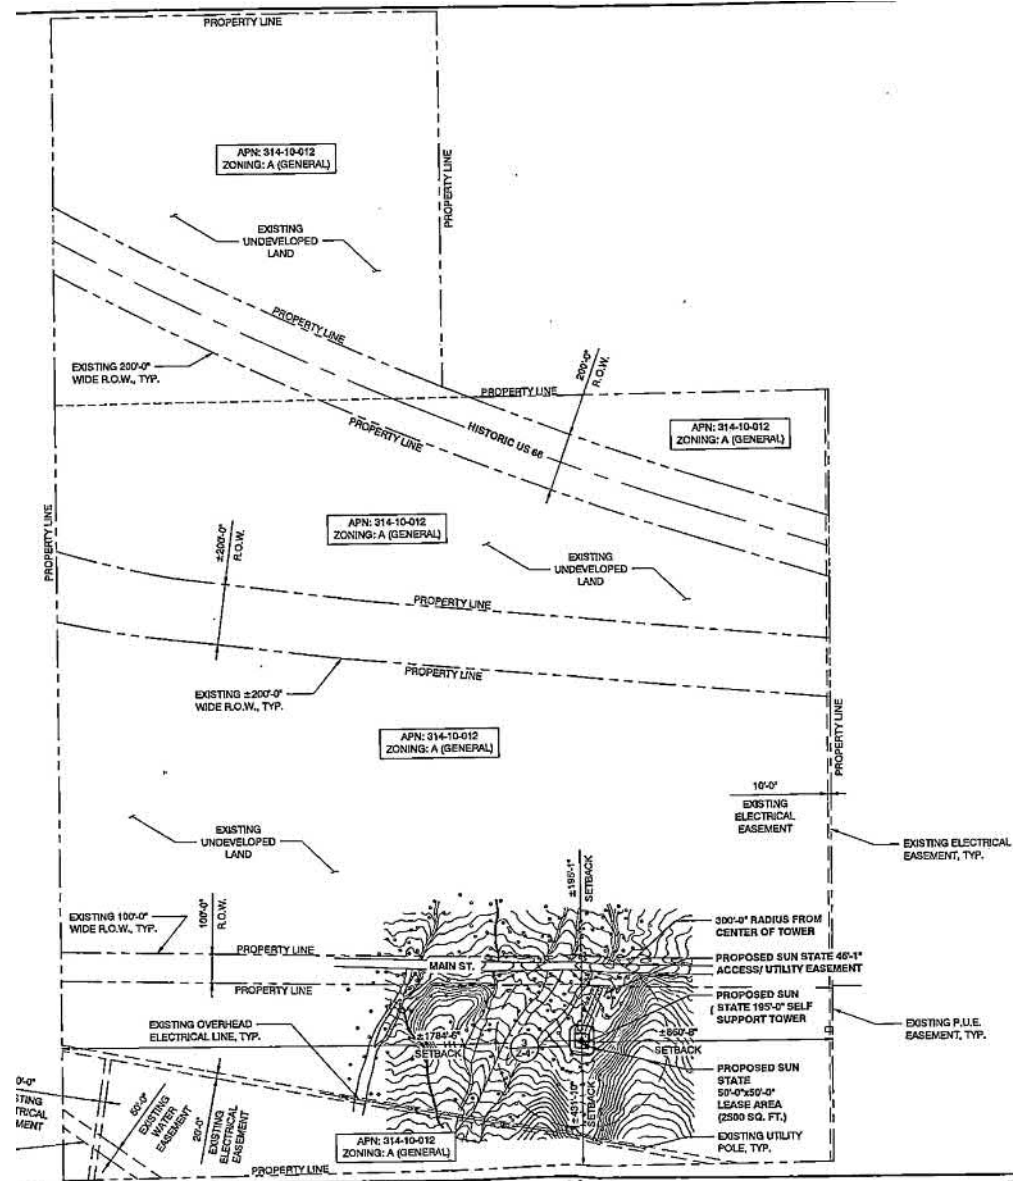 PROPERTY LINE
APN: 314-10-012
ZONING: A (GENERAL)
PROPERTY LINE
EXISTING
UNDEVELOPED
LAND
PROPERTY LINE
EXISTING 200'-0"
WIDE R.O.W., TYP.
200'-0"
R.O.W.
PROPERTY LINE
PROPERTY LINE
HISTORIC US 66
APN: 314-10-012
ZONING: A (GENERAL)
PROPERTY LINE
±200'-0"
R.O.W.
APN: 314-10-012
ZONING: A (GENERAL)
EXISTING
UNDEVELOPED
LAND
PROPERTY LINE
PROPERTY LINE
EXISTING ±200'-0"
WIDE R.O.W., TYP.
APN: 314-10-012
ZONING: A (GENERAL)
PROPERTY LINE
10'-0"
EXISTING
ELECTRICAL
EASEMENT
EXISTING ELECTRICAL
EASEMENT, TYP.
EXISTING
UNDEVELOPED
LAND
±195'-1"
SETBACK
EXISTING 100'-0"
WIDE R.O.W., TYP.
100'-0"
R.O.W.
300'-0" RADIUS FROM
CENTER OF TOWER
PROPERTY LINE
MAIN ST.
PROPOSED SUN STATE 46'-1"
ACCESS/ UTILITY EASEMENT
PROPERTY LINE
PROPOSED SUN
STATE 195'-0" SELF
SUPPORT TOWER
EXISTING OVERHEAD
ELECTRICAL LINE, TYP.
EXISTING P.U.E.
EASEMENT, TYP.
±1784'-6"
SETBACK
3
Z-4
SETBACK
PROPOSED SUN
STATE
50'-0"x50'-0"
LEASE AREA
(2500 SQ. FT.)
SETBACK
50'-0"
EXISTING
WATER
EASEMENT
20'-0"
EXISTING
ELECTRICAL
EASEMENT
EXISTING UTILITY
POLE, TYP.
APN: 314-10-012
ZONING: A (GENERAL)
PROPERTY LINE